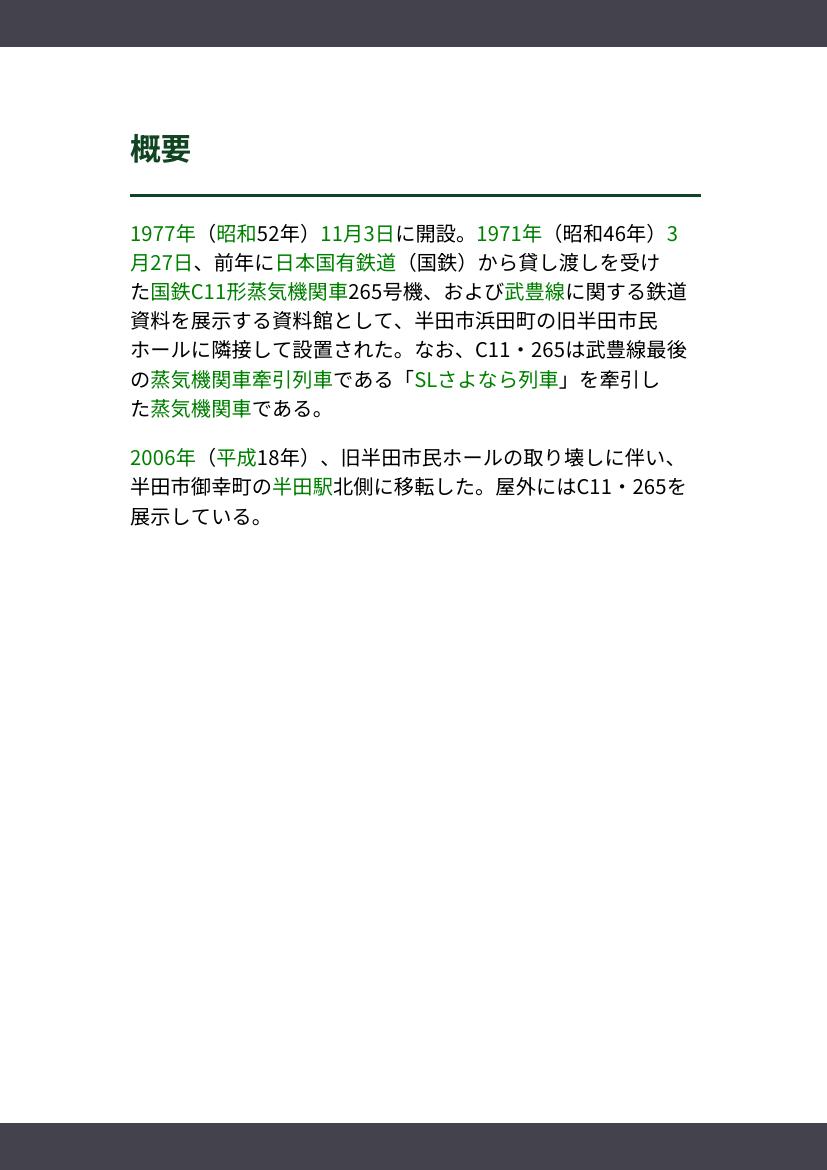 概要
1977年（昭和52年）11月3日に開設。1971年（昭和46年）3
月27日、前年に日本国有鉄道（国鉄）から貸し渡しを受け
た国鉄C11形蒸気機関車265号機、および武豊線に関する鉄道
資料を展示する資料館として、半田市浜田町の旧半田市民
ホールに隣接して設置された。なお、C11・265は武豊線最後
の蒸気機関車牽引列車である「SLさよなら列車」を牽引し
た蒸気機関車である。
2006年（平成18年）、旧半田市民ホールの取り壊しに伴い、
半田市御幸町の半田駅北側に移転した。屋外にはC11・265を
展示している。